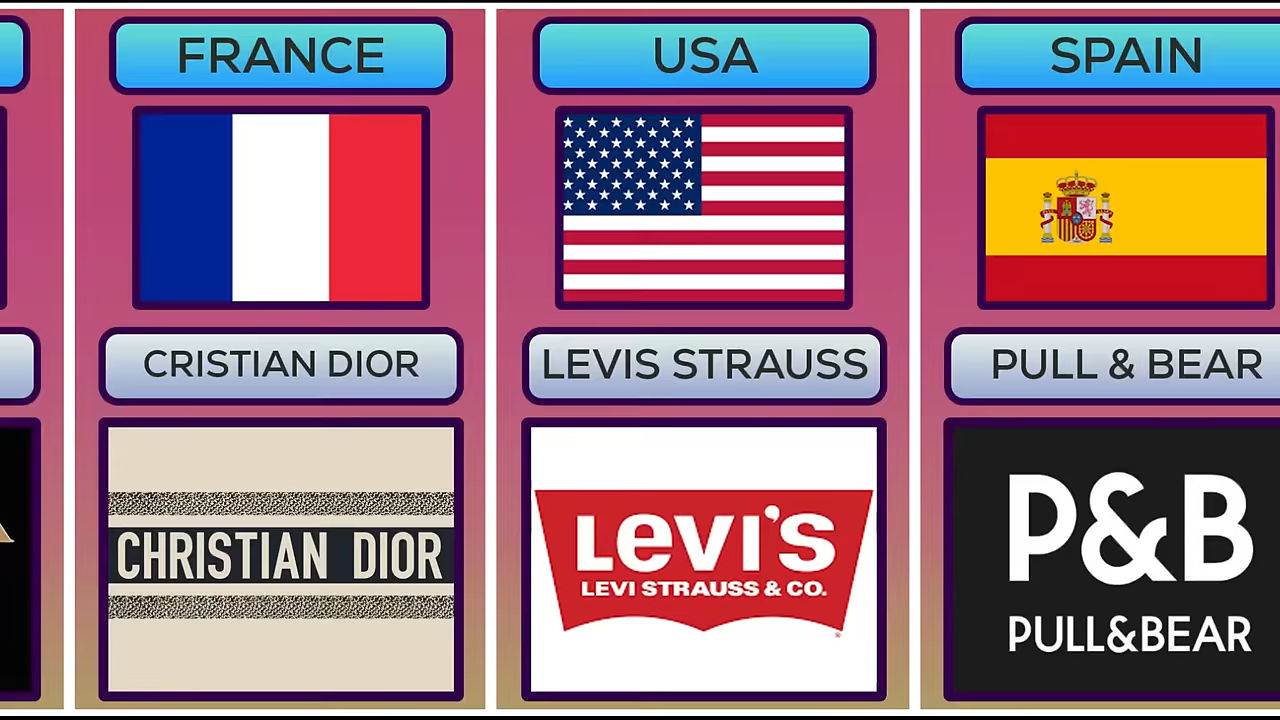 FRANCE
CRISTIAN DIOR
CHRISTIAN DIOR
USA
LEVIS STRAUSS
LEVI'S
LEVI STRAUSS & CO.
SPAIN
PULL & BEAR
P&B
PULL&BEAR